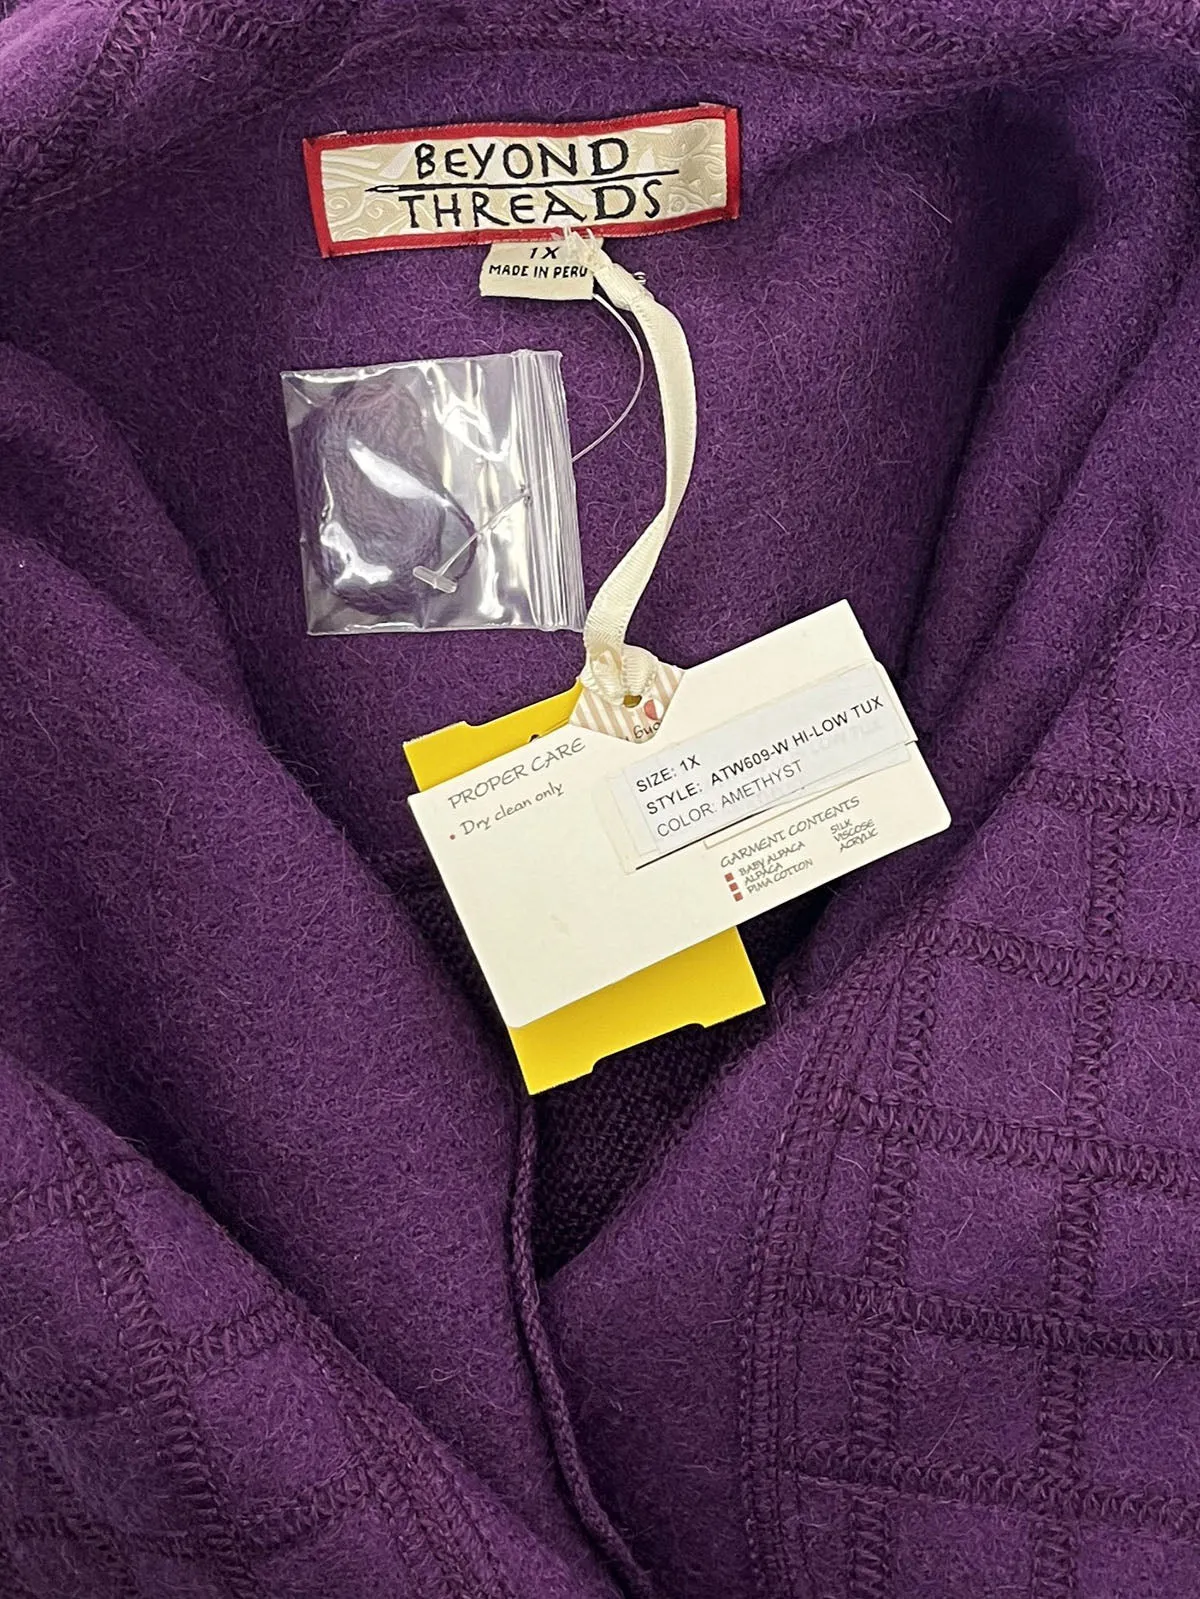 BEYOND
THREADS
1X
MADE IN PERU
PROPER CARE
• Dry clean only
SIZE: 1X
STYLE: ATW609-W HI-LOW TUX
COLOR: AMETHYST
GARMENT CONTENTS
BABY ALPACA
ALPACA
PIMA COTTON
SILK
VISCOSE
ACRYLIC